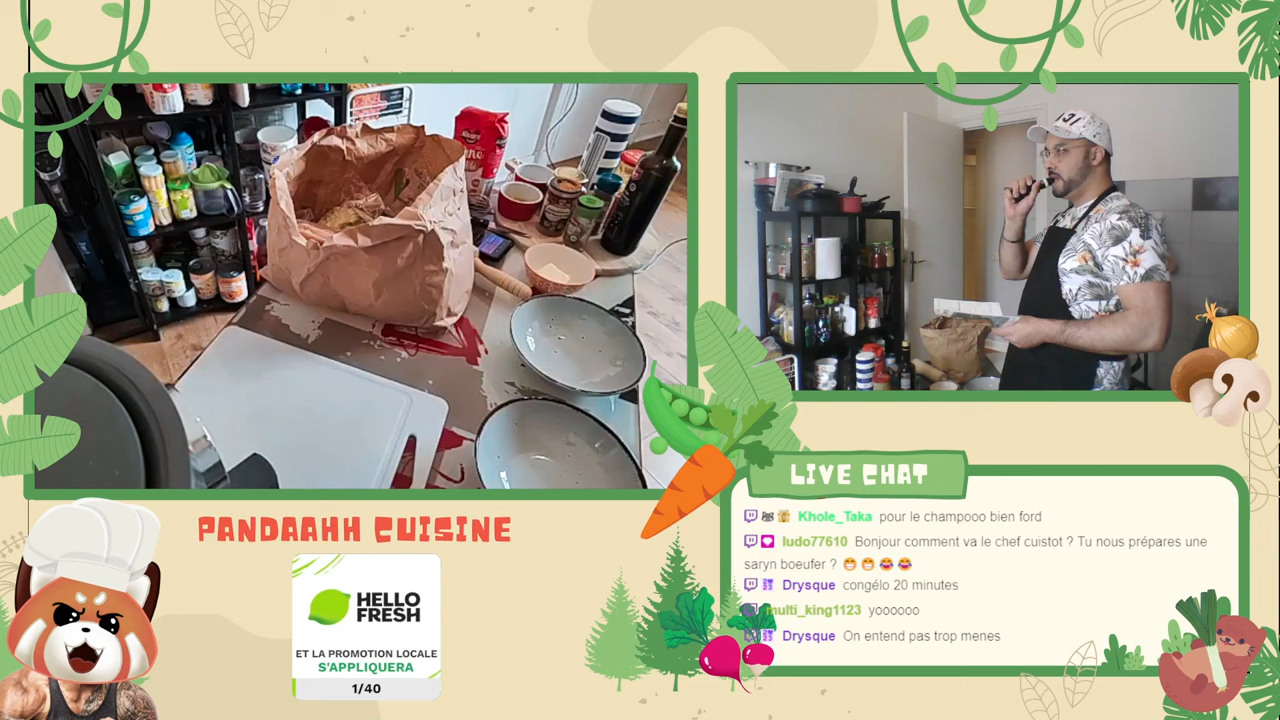 LIVE CHAT
Khole_Taka pour le champooo bien ford
ludo77610 Bonjour comment va le chef cuistot ? Tu nous prépares une
saryn boeufer ?
Drysque congélo 20 minutes
multi_king1123 yoooooo
Drysque On entend pas trop menes
PANDAAHH CUISINE
HELLO
FRESH
ET LA PROMOTION LOCALE
S'APPLIQUERA
1/40